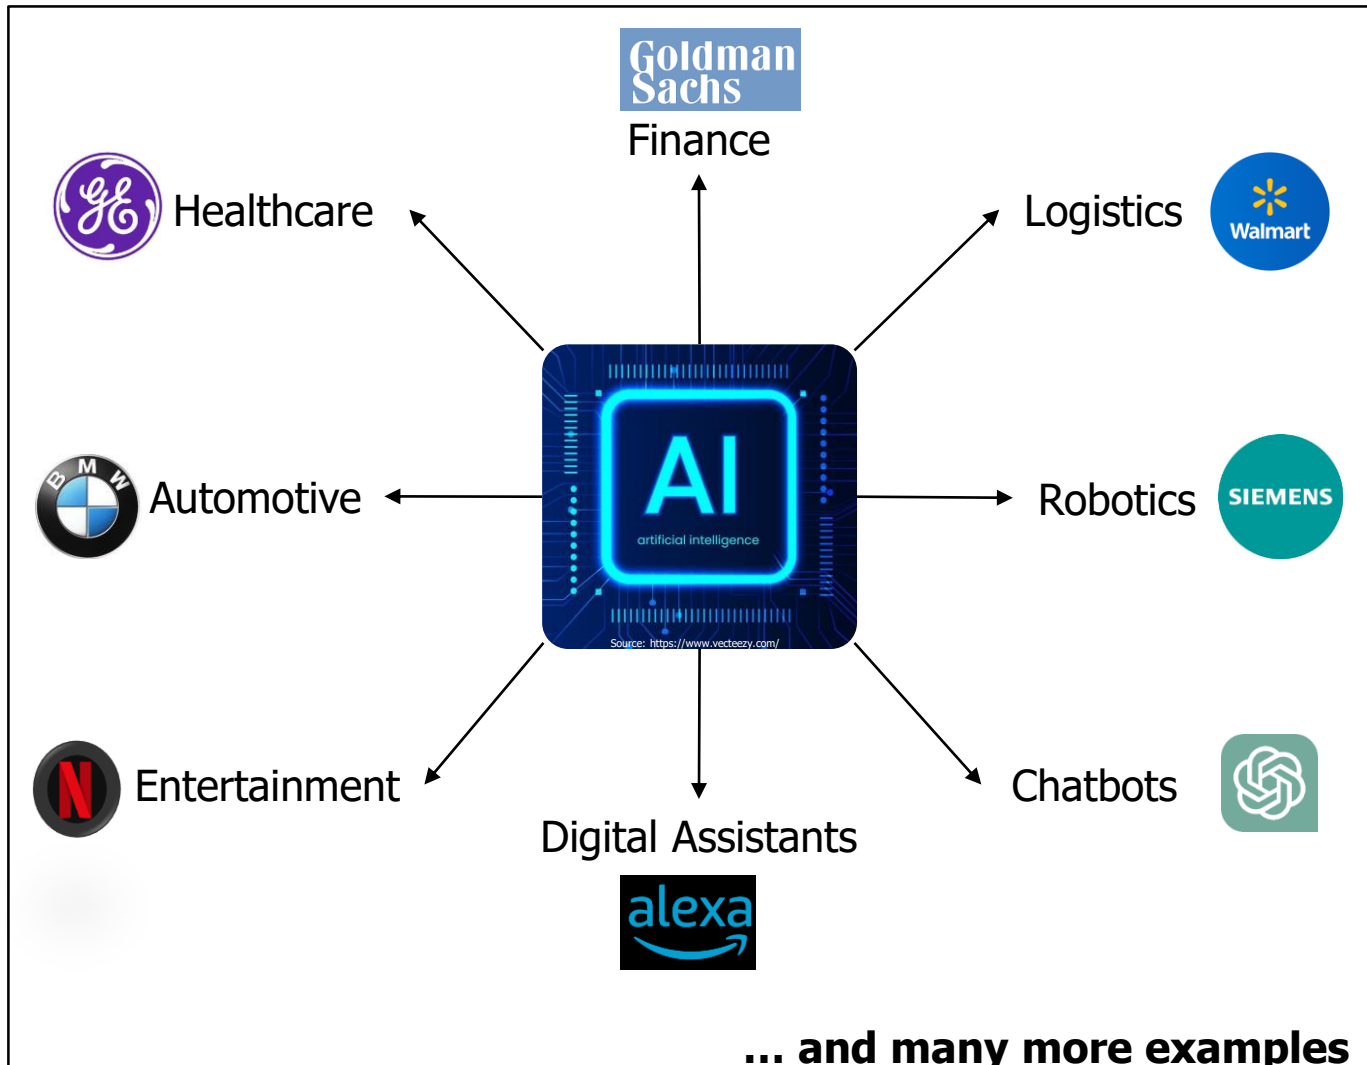 Goldman
Sachs
Finance
GE Healthcare
Logistics
Walmart
BMW
Automotive
AI
artificial intelligence
Robotics
SIEMENS
Source: https://www.vecteezy.com/
N Entertainment
Chatbots
Digital Assistants
alexa
... and many more examples